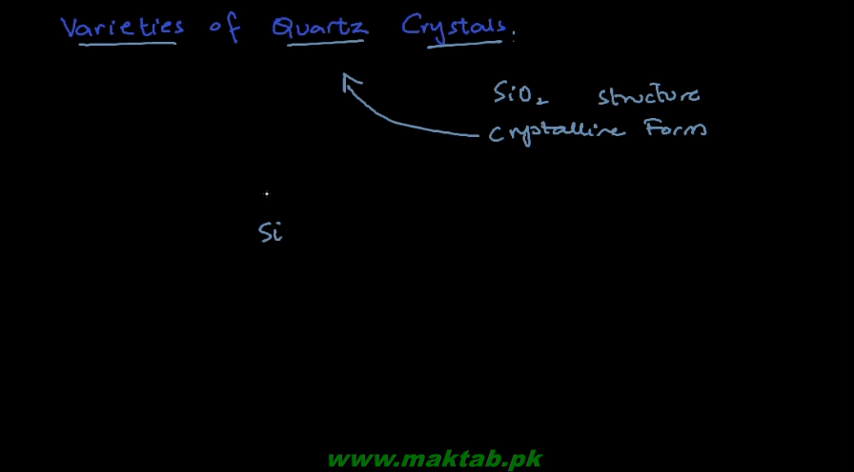 Varieties of Quartz Crystals.
SiO₂ structure
crystalline Form
Si
www.maktab.pk